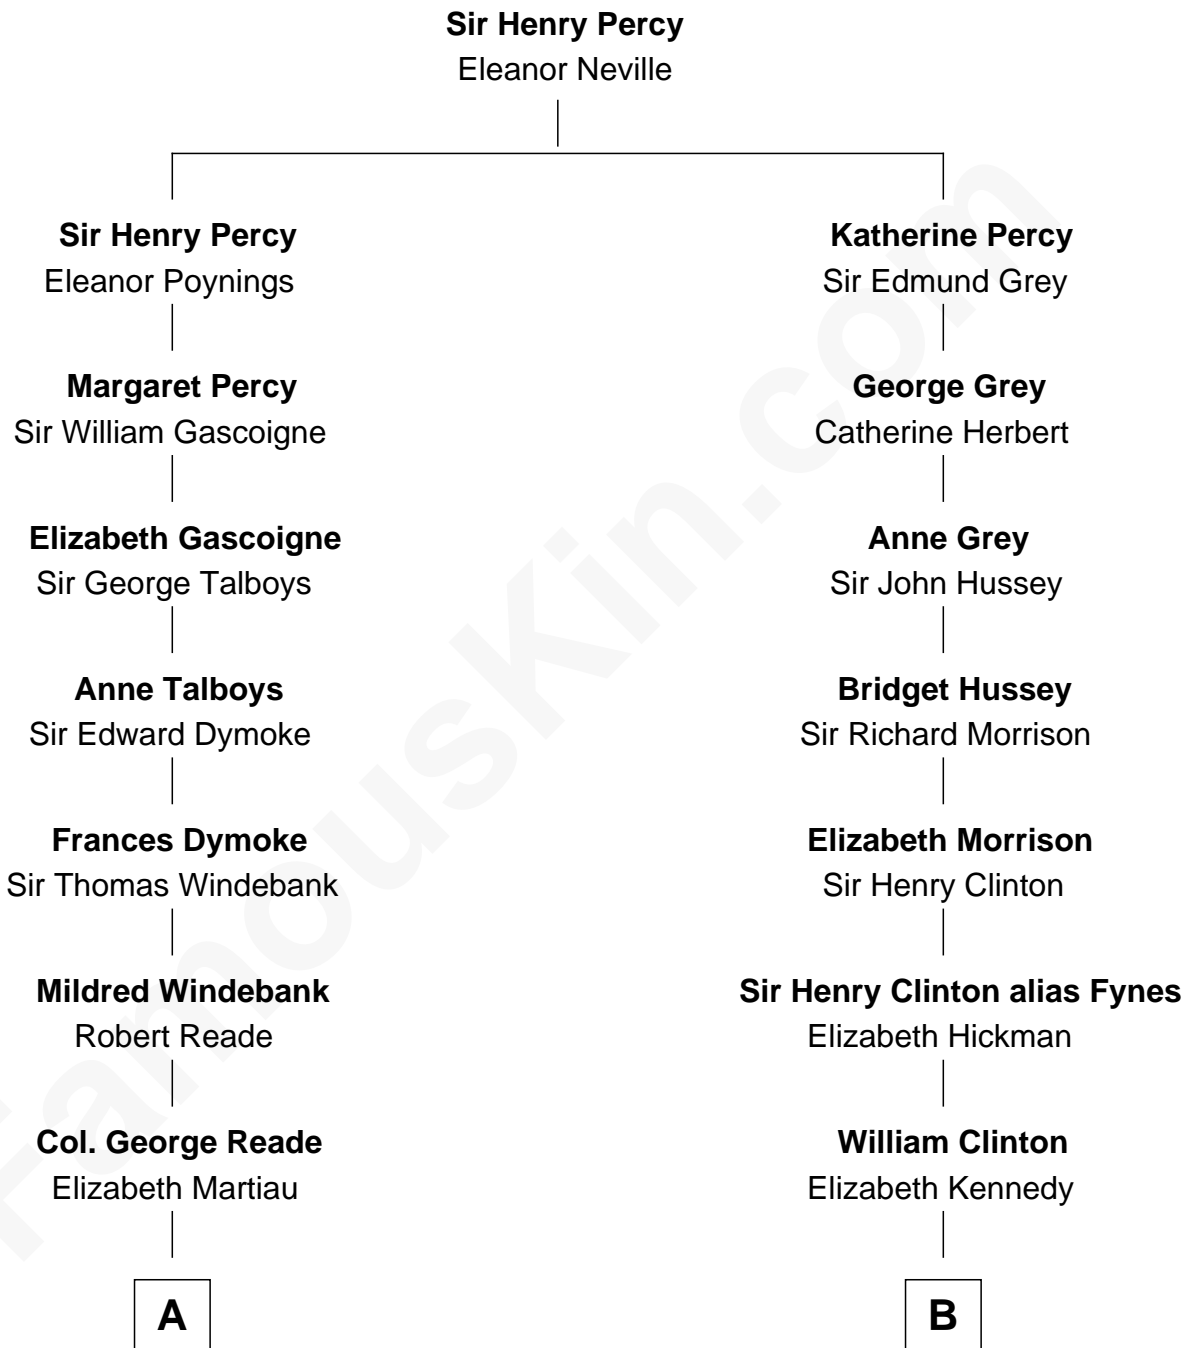 Sir Henry Percy
Eleanor Neville
Sir Henry Percy
Eleanor Poynings
Katherine Percy
Sir Edmund Grey
Margaret Percy
Sir William Gascoigne
George Grey
Catherine Herbert
Elizabeth Gascoigne
Sir George Talboys
Anne Grey
Sir John Hussey
Anne Talboys
Sir Edward Dymoke
Bridget Hussey
Sir Richard Morrison
Frances Dymoke
Sir Thomas Windebank
Elizabeth Morrison
Sir Henry Clinton
Mildred Windebank
Robert Reade
Sir Henry Clinton alias Fynes
Elizabeth Hickman
Col. George Reade
Elizabeth Martiau
William Clinton
Elizabeth Kennedy
A
B
FamousKin.com